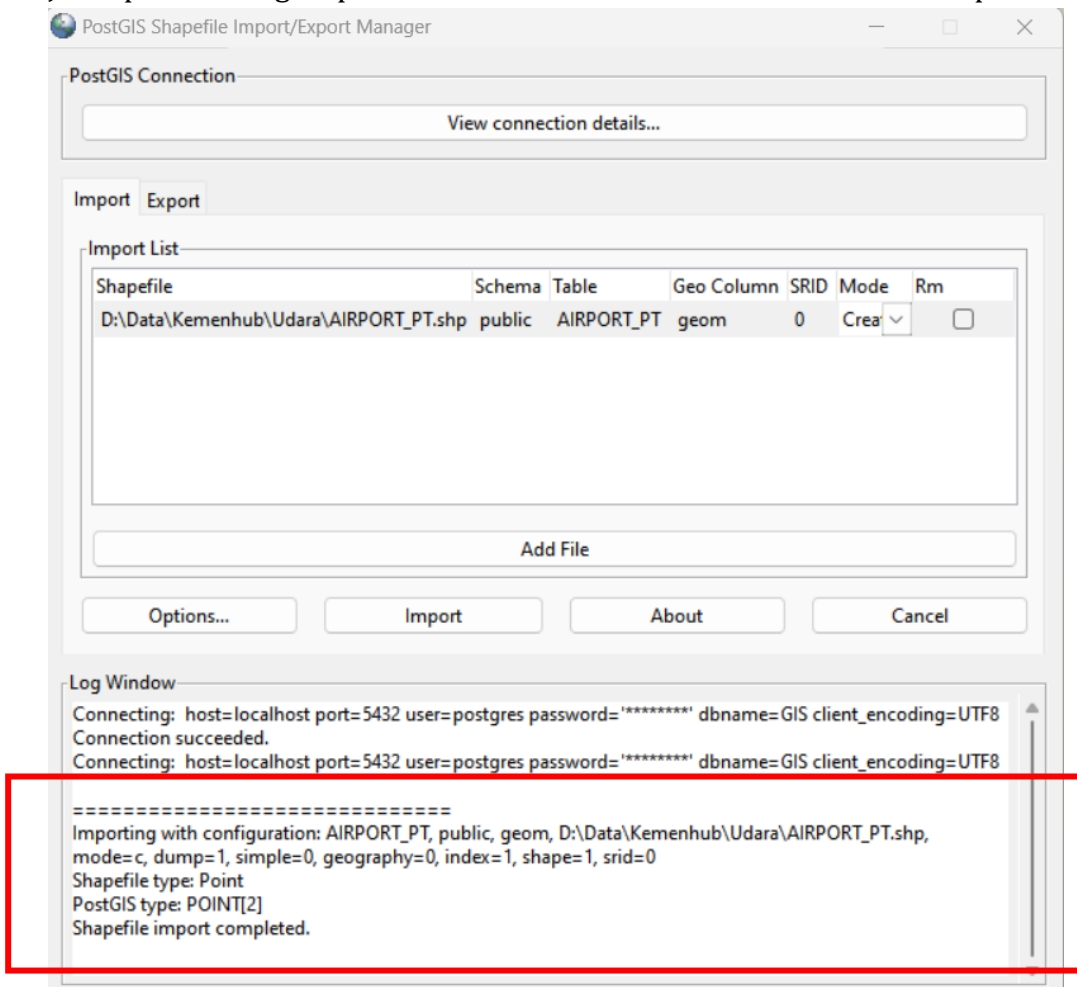 PostGIS Shapefile Import/Export Manager
PostGIS Connection
View connection details...
Import Export
Import List
Shapefile Schema Table Geo Column SRID Mode Rm
D:\Data\Kemenhub\Udara\AIRPORT_PT.shp public AIRPORT_PT geom 0 Crea
Add File
Options... Import About Cancel
Log Window
Connecting: host=localhost port=5432 user=postgres password='********' dbname=GIS client_encoding=UTF8
Connection succeeded.
Connecting: host=localhost port=5432 user=postgres password='********' dbname=GIS client_encoding=UTF8
==============================
Importing with configuration: AIRPORT_PT, public, geom, D:\Data\Kemenhub\Udara\AIRPORT_PT.shp,
mode=c, dump=1, simple=0, geography=0, index=1, shape=1, srid=0
Shapefile type: Point
PostGIS type: POINT[2]
Shapefile import completed.